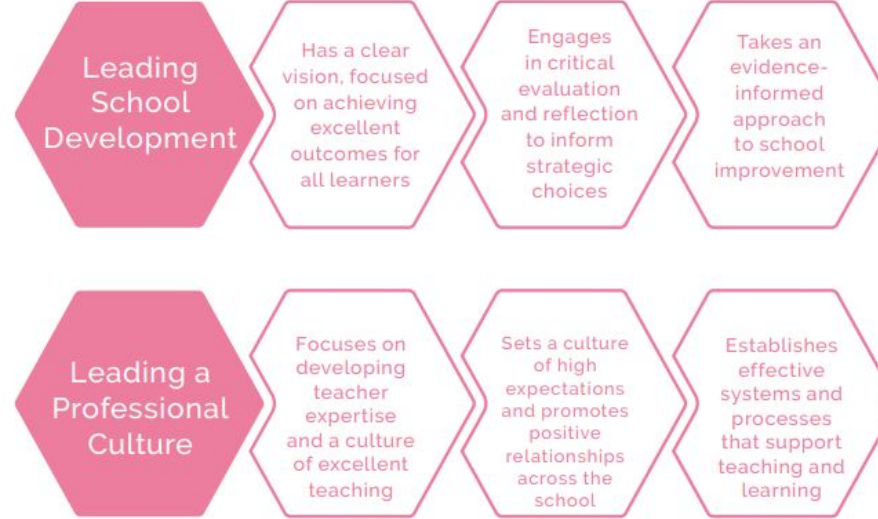 Leading
School
Development
Has a clear
vision, focused
on achieving
excellent
outcomes for
all learners
Engages
in critical
evaluation
and reflection
to inform
strategic
choices
Takes an
evidence-
informed
approach
to school
improvement
Leading a
Professional
Culture
Focuses on
developing
teacher
expertise
and a culture
of excellent
teaching
Sets a culture
of high
expectations
and promotes
positive
relationships
across the
school
Establishes
effective
systems and
processes
that support
teaching and
learning